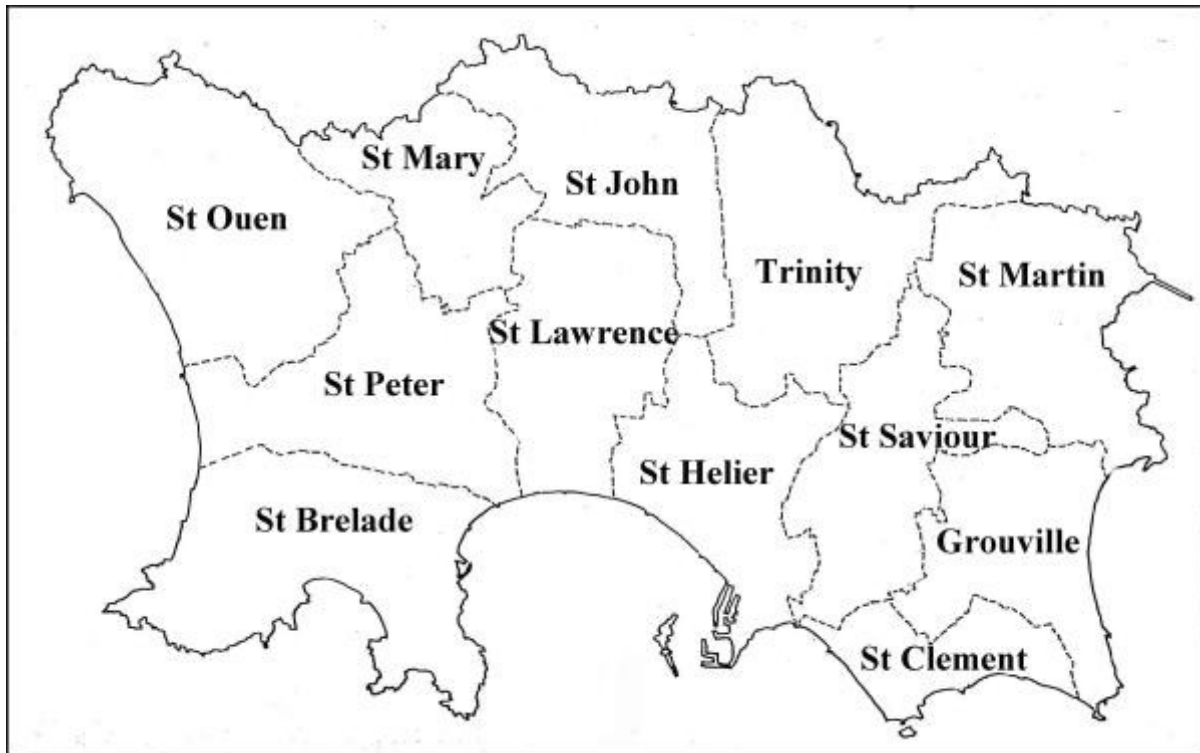 St Mary
St John
St Ouen
Trinity
St Martin
St Lawrence
St Peter
St Saviour
St Helier
St Brelade
Grouville
St Clement